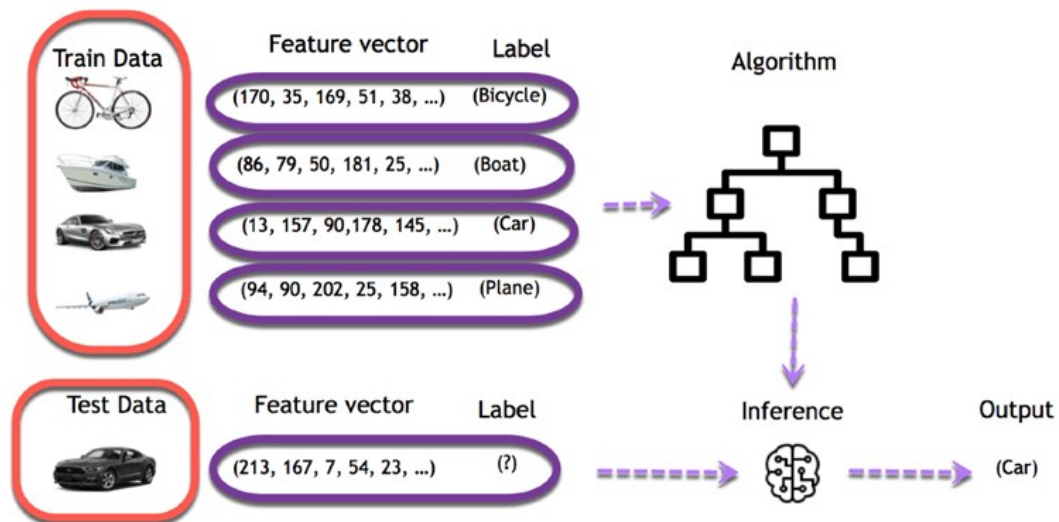 Train Data
Feature vector
Label
Algorithm
(170, 35, 169, 51, 38, ...)
(Bicycle)
(86, 79, 50, 181, 25, ...)
(Boat)
(13, 157, 90,178, 145, ...)
(Car)
(94, 90, 202, 25, 158, ...)
(Plane)
Test Data
Feature vector
Label
Inference
Output
(213, 167, 7, 54, 23, ...)
(?)
(Car)